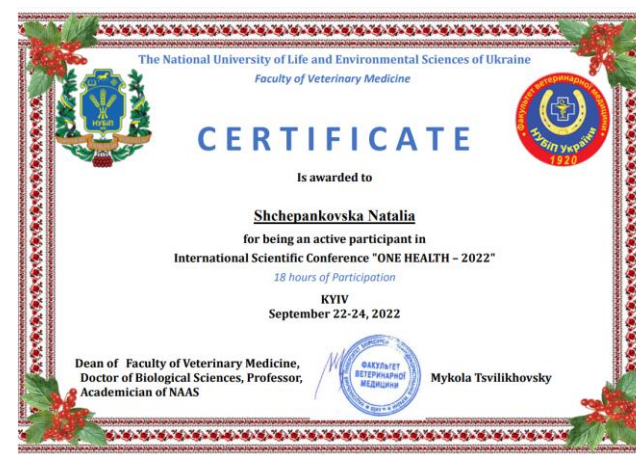 The National University of Life and Environmental Sciences of Ukraine
Faculty of Veterinary Medicine
НУБіП
Факультет ветеринарної медицини
НУБіП України
1920
CERTIFICATE
Is awarded to
Shchepankovska Natalia
for being an active participant in
International Scientific Conference "ONE HEALTH – 2022"
18 hours of Participation
KYIV
September 22-24, 2022
Dean of Faculty of Veterinary Medicine,
Doctor of Biological Sciences, Professor,
Academician of NAAS
ФАКУЛЬТЕТ
ВЕТЕРИНАРНОЇ
МЕДИЦИНИ
Mykola Tsvilikhovsky